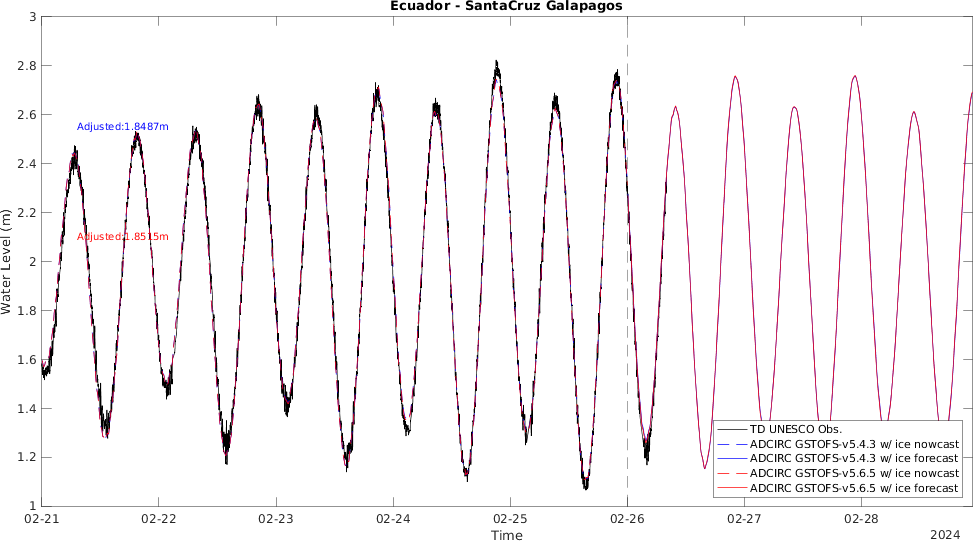 Ecuador - SantaCruz Galapagos
3
2.8
2.6
2.4
2.2
2
1.8
1.6
1.4
1.2
1
Water Level (m)
Adjusted:1.8487m
Adjusted:1.8515m
TD UNESCO Obs.
ADCIRC GSTOFS-v5.4.3 w/ ice nowcast
ADCIRC GSTOFS-v5.4.3 w/ ice forecast
ADCIRC GSTOFS-v5.6.5 w/ ice nowcast
ADCIRC GSTOFS-v5.6.5 w/ ice forecast
02-21 02-22 02-23 02-24 02-25 02-26 02-27 02-28
Time
2024